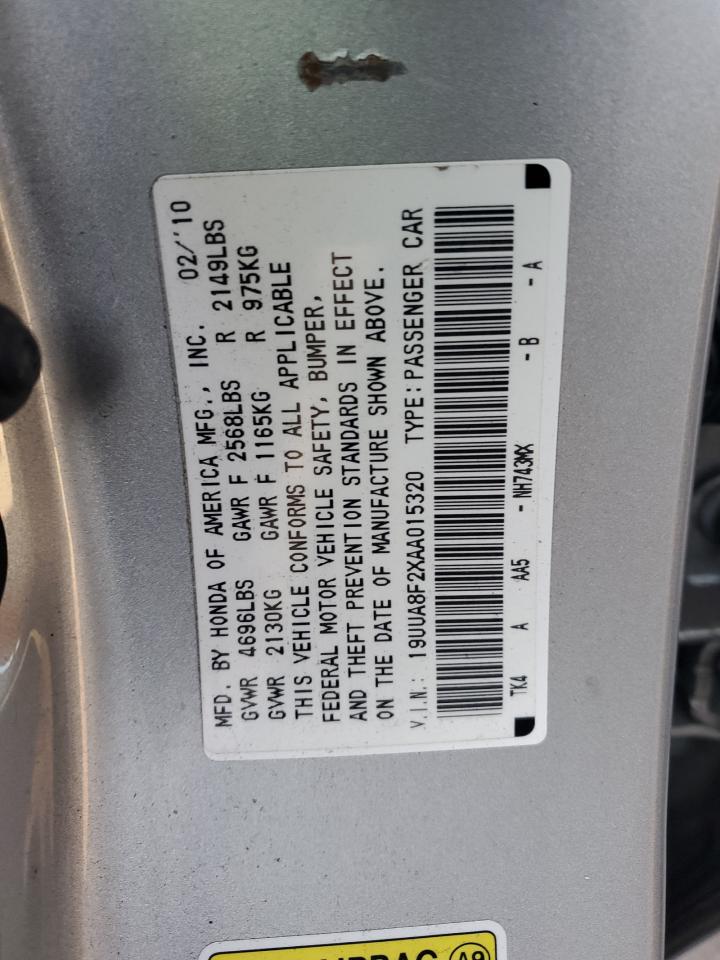 MFD. BY HONDA OF AMERICA MFG., INC. 02/'10
GVWR 4696LBS GAWR F 2568LBS R 2149LBS
GVWR 2130KG GAWR F 1165KG R 975KG
THIS VEHICLE CONFORMS TO ALL APPLICABLE
FEDERAL MOTOR VEHICLE SAFETY, BUMPER,
AND THEFT PREVENTION STANDARDS IN EFFECT
ON THE DATE OF MANUFACTURE SHOWN ABOVE.
V.I.N.: 19UUA8F2XAA015320 TYPE:PASSENGER CAR
TK4 A AA5 - NH743MX - B - A